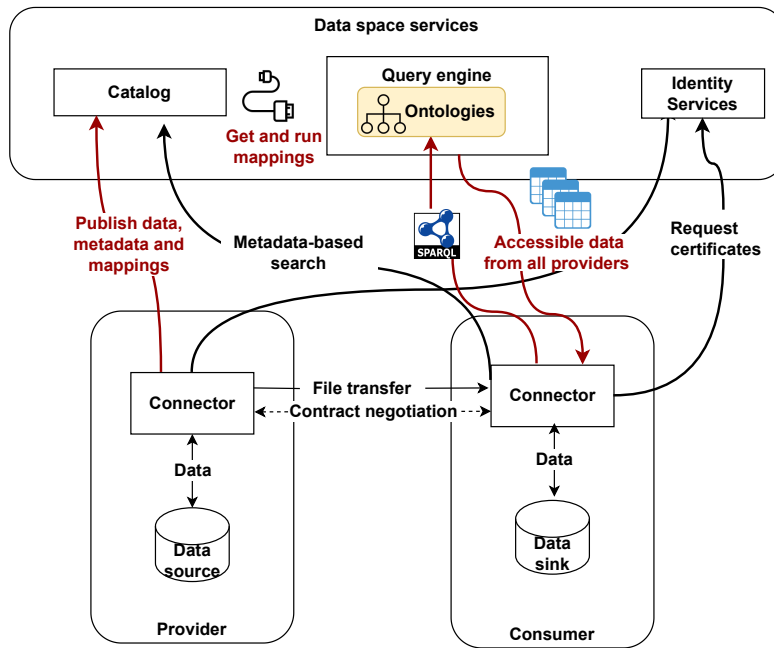 Data space services
Catalog
Query engine
Ontologies
Identity
Services
Get and run
mappings
Publish data,
metadata and
mappings
Metadata-based
search
SPARQL
Accessible data
from all providers
Request
certificates
Connector
File transfer
Contract negotiation
Connector
Data
Data
Data
source
Data
sink
Provider
Consumer